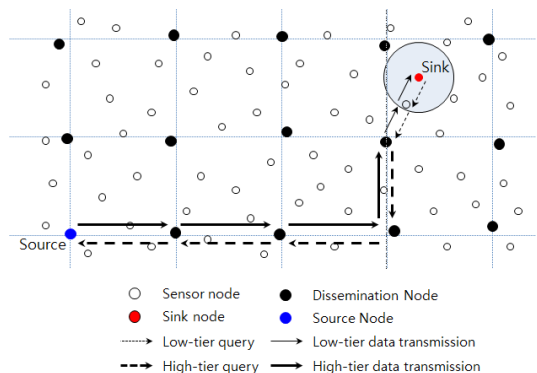 Sink
Source
Sensor node
Dissemination Node
Sink node
Source Node
Low-tier query
Low-tier data transmission
High-tier query
High-tier data transmission